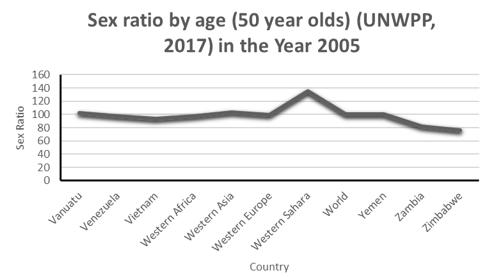 Sex ratio by age (50 year olds) (UNWPP,
2017) in the Year 2005
160
140
120
100
80
60
40
20
0
Sex Ratio
Vanuatu
Venezuela
Vietnam
Western Africa
Western Asia
Western Europe
Western Sahara
World
Yemen
Zambia
Zimbabwe
Country